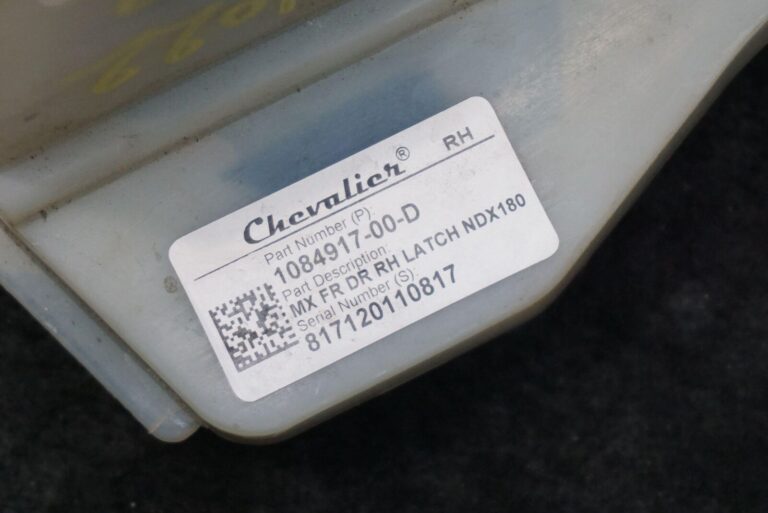 Chevalier® RH
Part Number (P):
1084917-00-D
Part Description:
MX FR DR RH LATCH NDX180
Serial Number (S):
817120110817